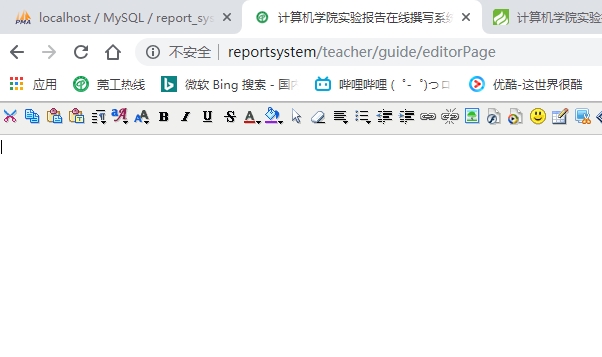 PMA localhost / MySQL / report_sys 计算机学院实验报告在线撰写系统 计算机学院实验
不安全 reportsystem/teacher/guide/editorPage
应用 莞工热线 微软 Bing 搜索 - 国内 哔哩哔哩 ( ゜- ゜)つロ 优酷-这世界很酷
B I U S A